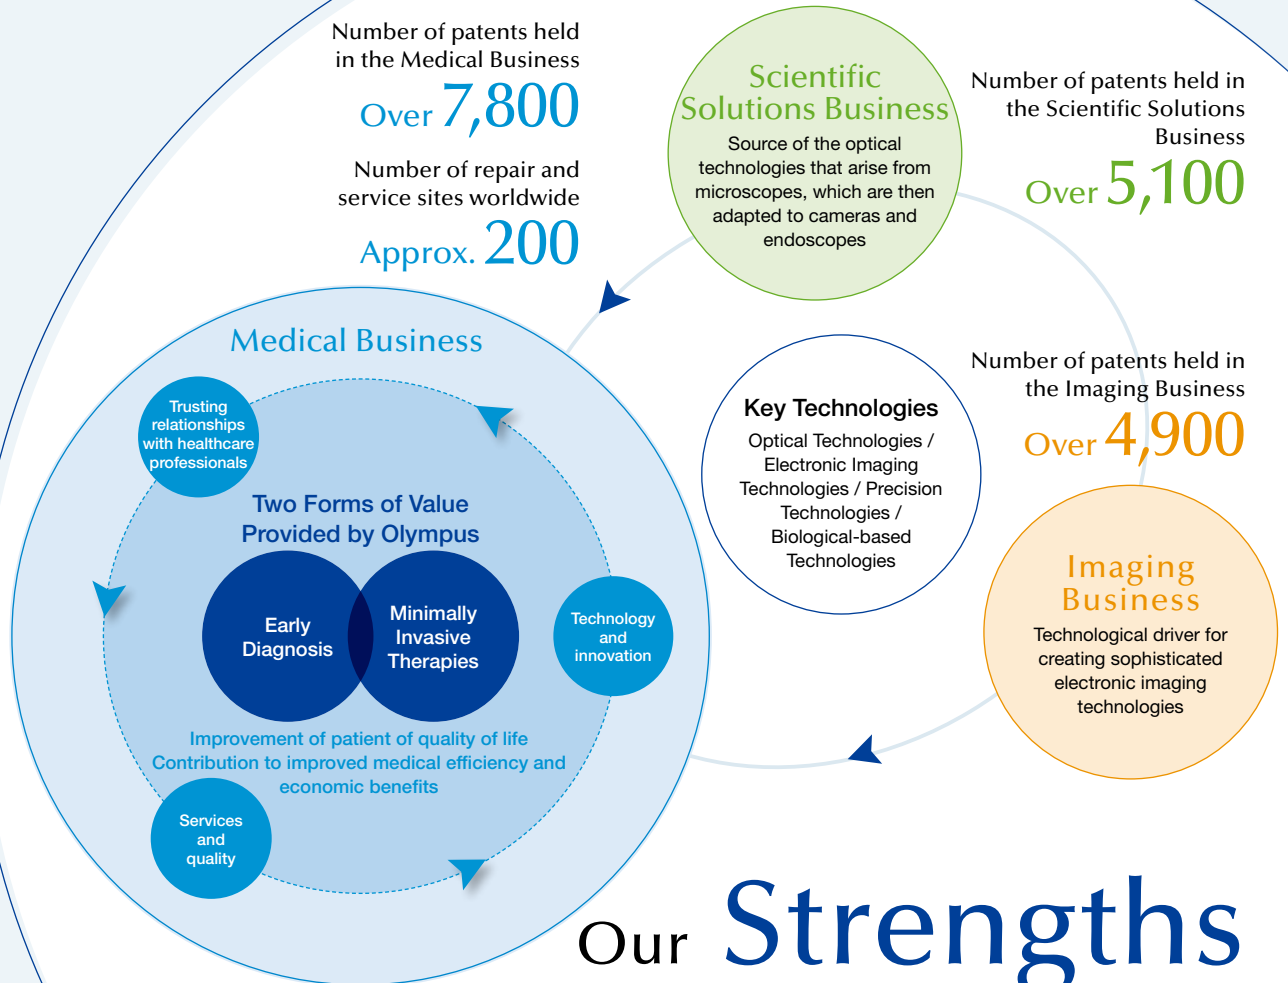 Number of patents held
in the Medical Business
Over 7,800
Number of repair and
service sites worldwide
Approx. 200
Scientific
Solutions Business
Source of the optical
technologies that arise from
microscopes, which are then
adapted to cameras and
endoscopes
Number of patents held in
the Scientific Solutions
Business
Over 5,100
Medical Business
Trusting
relationships
with healthcare
professionals
Two Forms of Value
Provided by Olympus
Early
Diagnosis
Minimally
Invasive
Therapies
Technology
and
innovation
Improvement of patient of quality of life
Contribution to improved medical efficiency and
economic benefits
Services
and
quality
Key Technologies
Optical Technologies /
Electronic Imaging
Technologies / Precision
Technologies /
Biological-based
Technologies
Number of patents held in
the Imaging Business
Over 4,900
Imaging
Business
Technological driver for
creating sophisticated
electronic imaging
technologies
Our Strengths